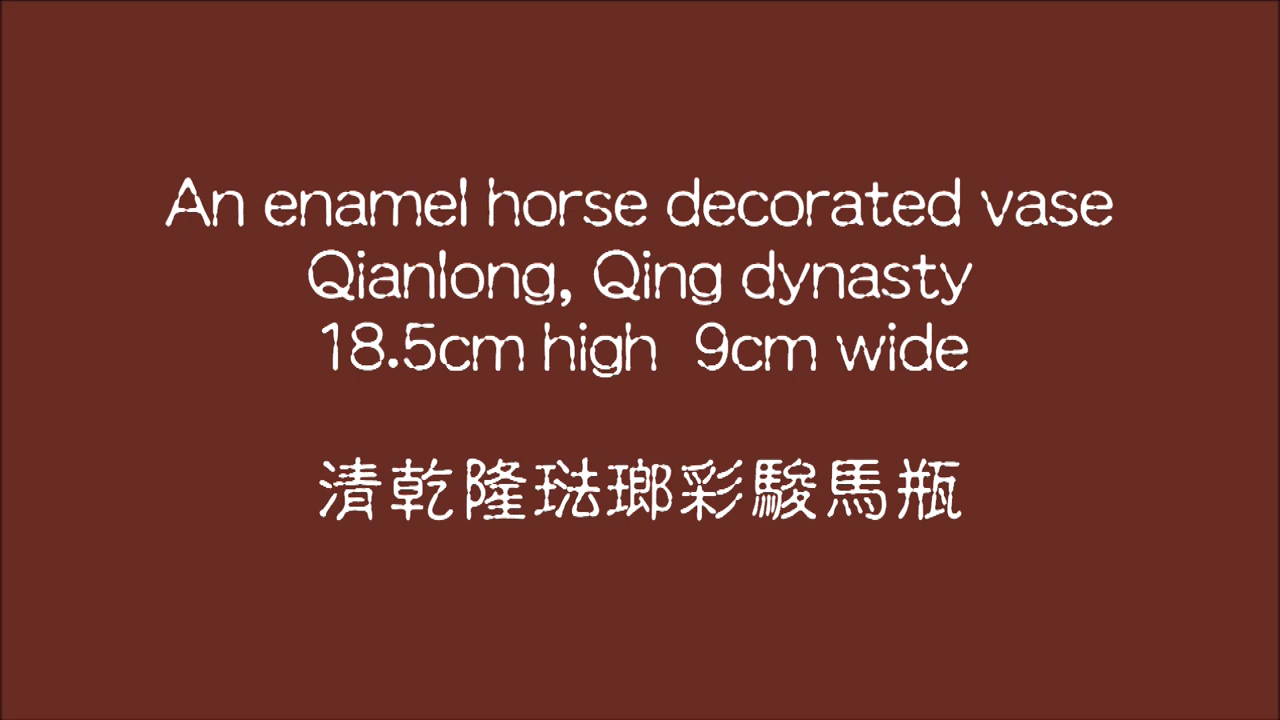 An enamel horse decorated vase
Qianlong, Qing dynasty
18.5cm high  9cm wide
清乾隆琺瑯彩駿馬瓶